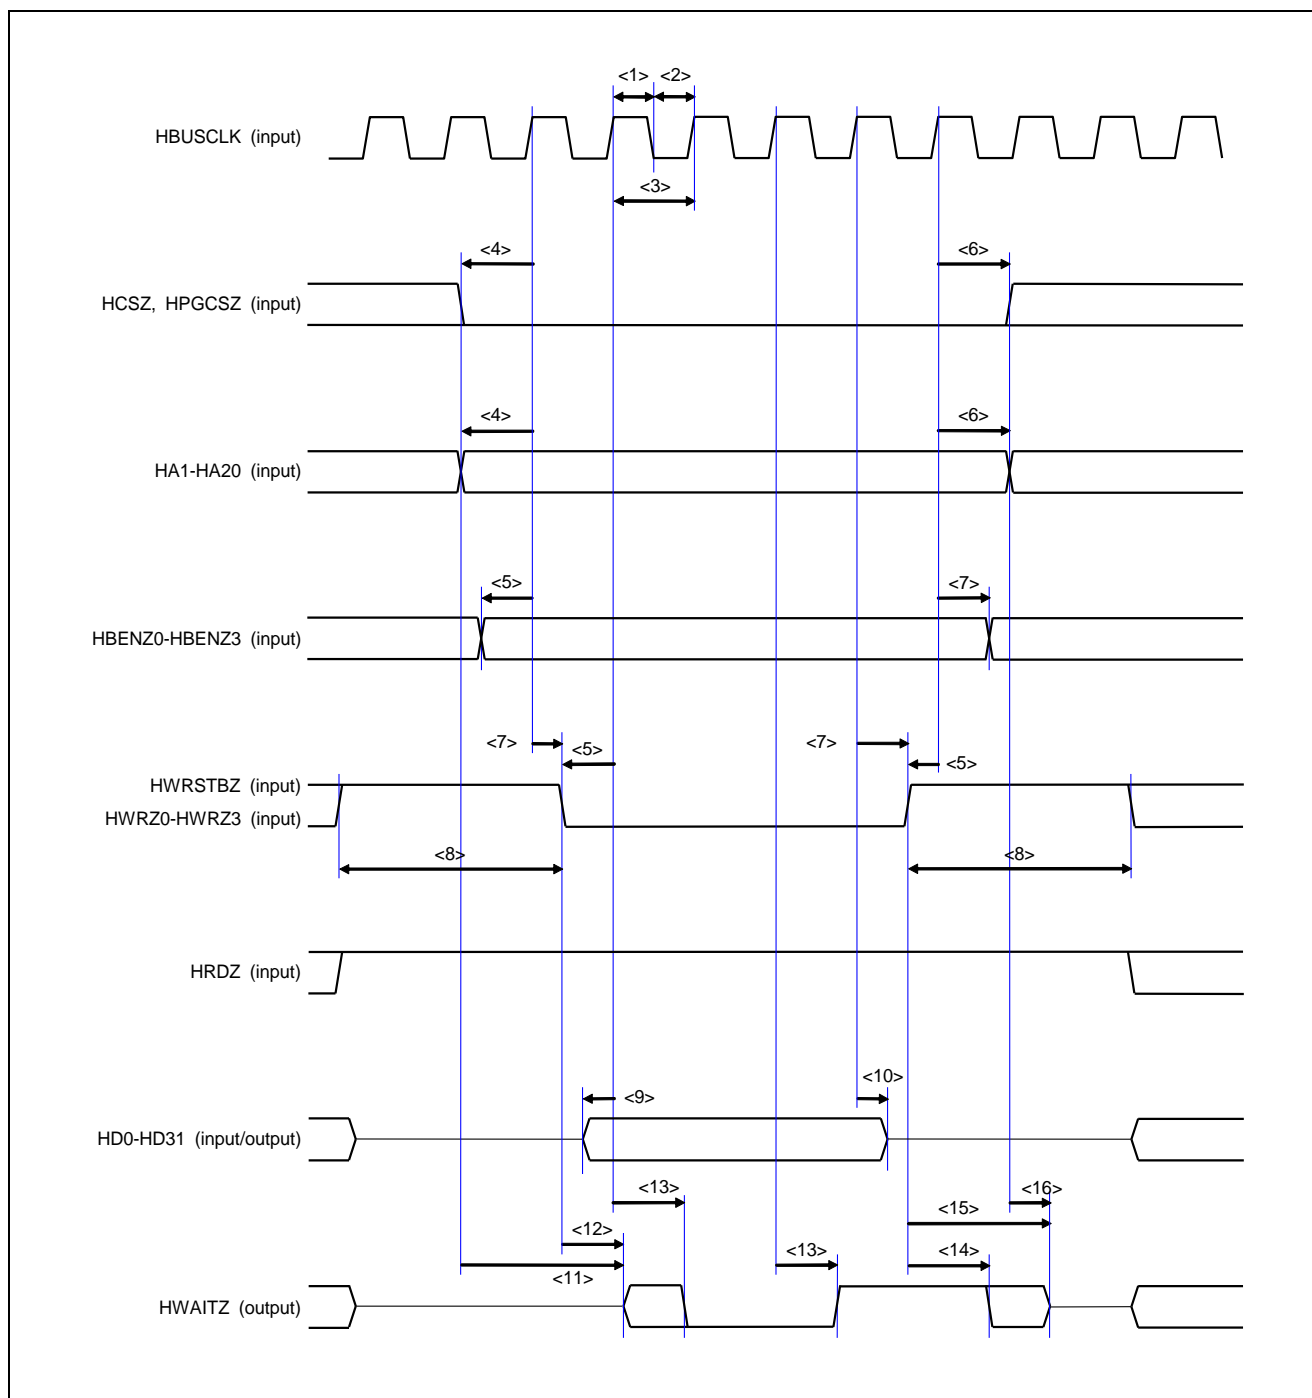 <1> <2>
HBUSCLK (input)
<3>
<4> <6>
HCSZ, HPGCSZ (input)
<4> <6>
HA1-HA20 (input)
<5> <7>
HBENZ0-HBENZ3 (input)
<7> <5> <7> <5>
HWRSTBZ (input)
HWRZ0-HWRZ3 (input)
<8> <8>
HRDZ (input)
<9> <10>
HD0-HD31 (input/output)
<13> <16>
<12> <15>
<11> <13> <14>
HWAITZ (output)